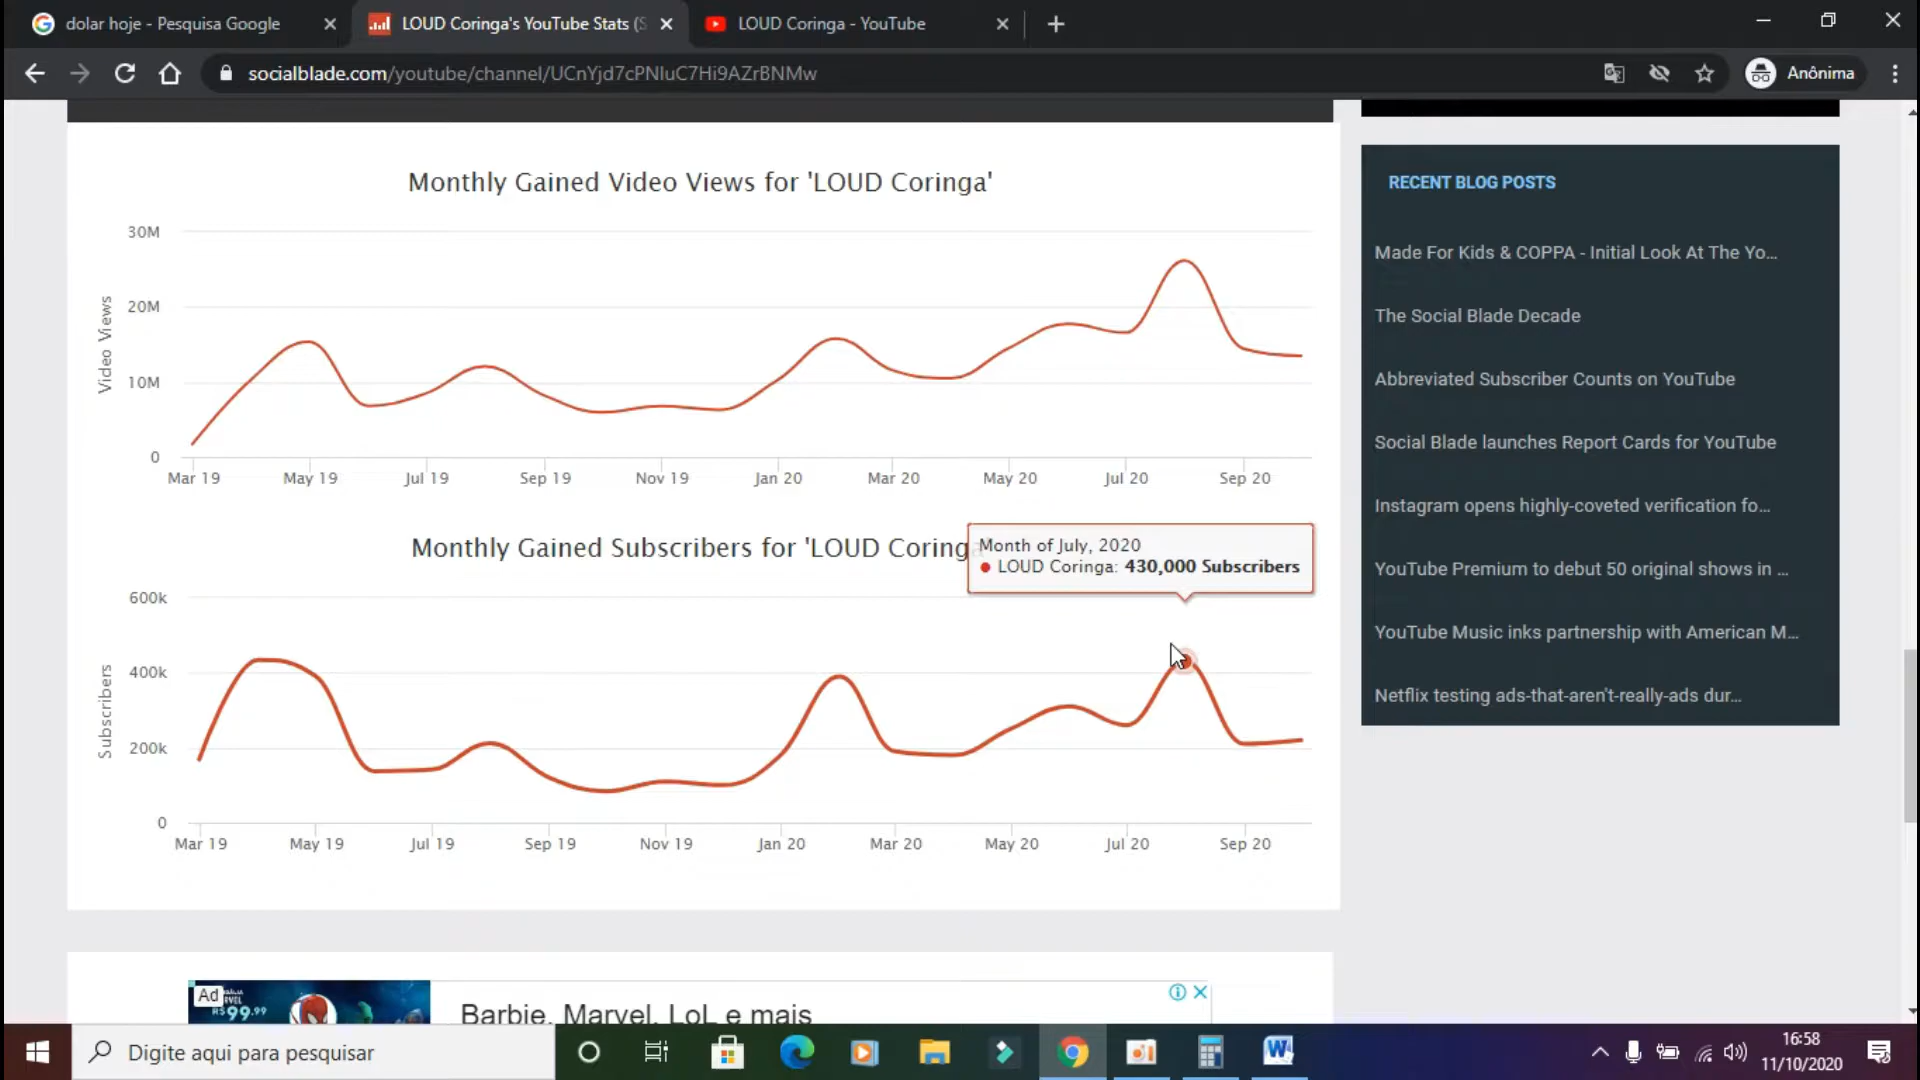 dolar hoje - Pesquisa Google
LOUD Coringa's YouTube Stats (S
LOUD Coringa - YouTube
socialblade.com/youtube/channel/UCnYjd7cPNIuC7Hi9AZrBNMw
Anônima
Monthly Gained Video Views for 'LOUD Coringa'
30M
20M
10M
0
Video Views
Mar 19 May 19 Jul 19 Sep 19 Nov 19 Jan 20 Mar 20 May 20 Jul 20 Sep 20
Monthly Gained Subscribers for 'LOUD Coringa
Month of July, 2020
LOUD Coringa: 430,000 Subscribers
600k
400k
200k
0
Subscribers
Mar 19 May 19 Jul 19 Sep 19 Nov 19 Jan 20 Mar 20 May 20 Jul 20 Sep 20
RECENT BLOG POSTS
Made For Kids & COPPA - Initial Look At The Yo...
The Social Blade Decade
Abbreviated Subscriber Counts on YouTube
Social Blade launches Report Cards for YouTube
Instagram opens highly-coveted verification fo...
YouTube Premium to debut 50 original shows in ...
YouTube Music inks partnership with American M...
Netflix testing ads-that-aren't-really-ads dur...
Ad
R$99.99
Barbie, Marvel, LoL e mais
Digite aqui para pesquisar
16:58
11/10/2020